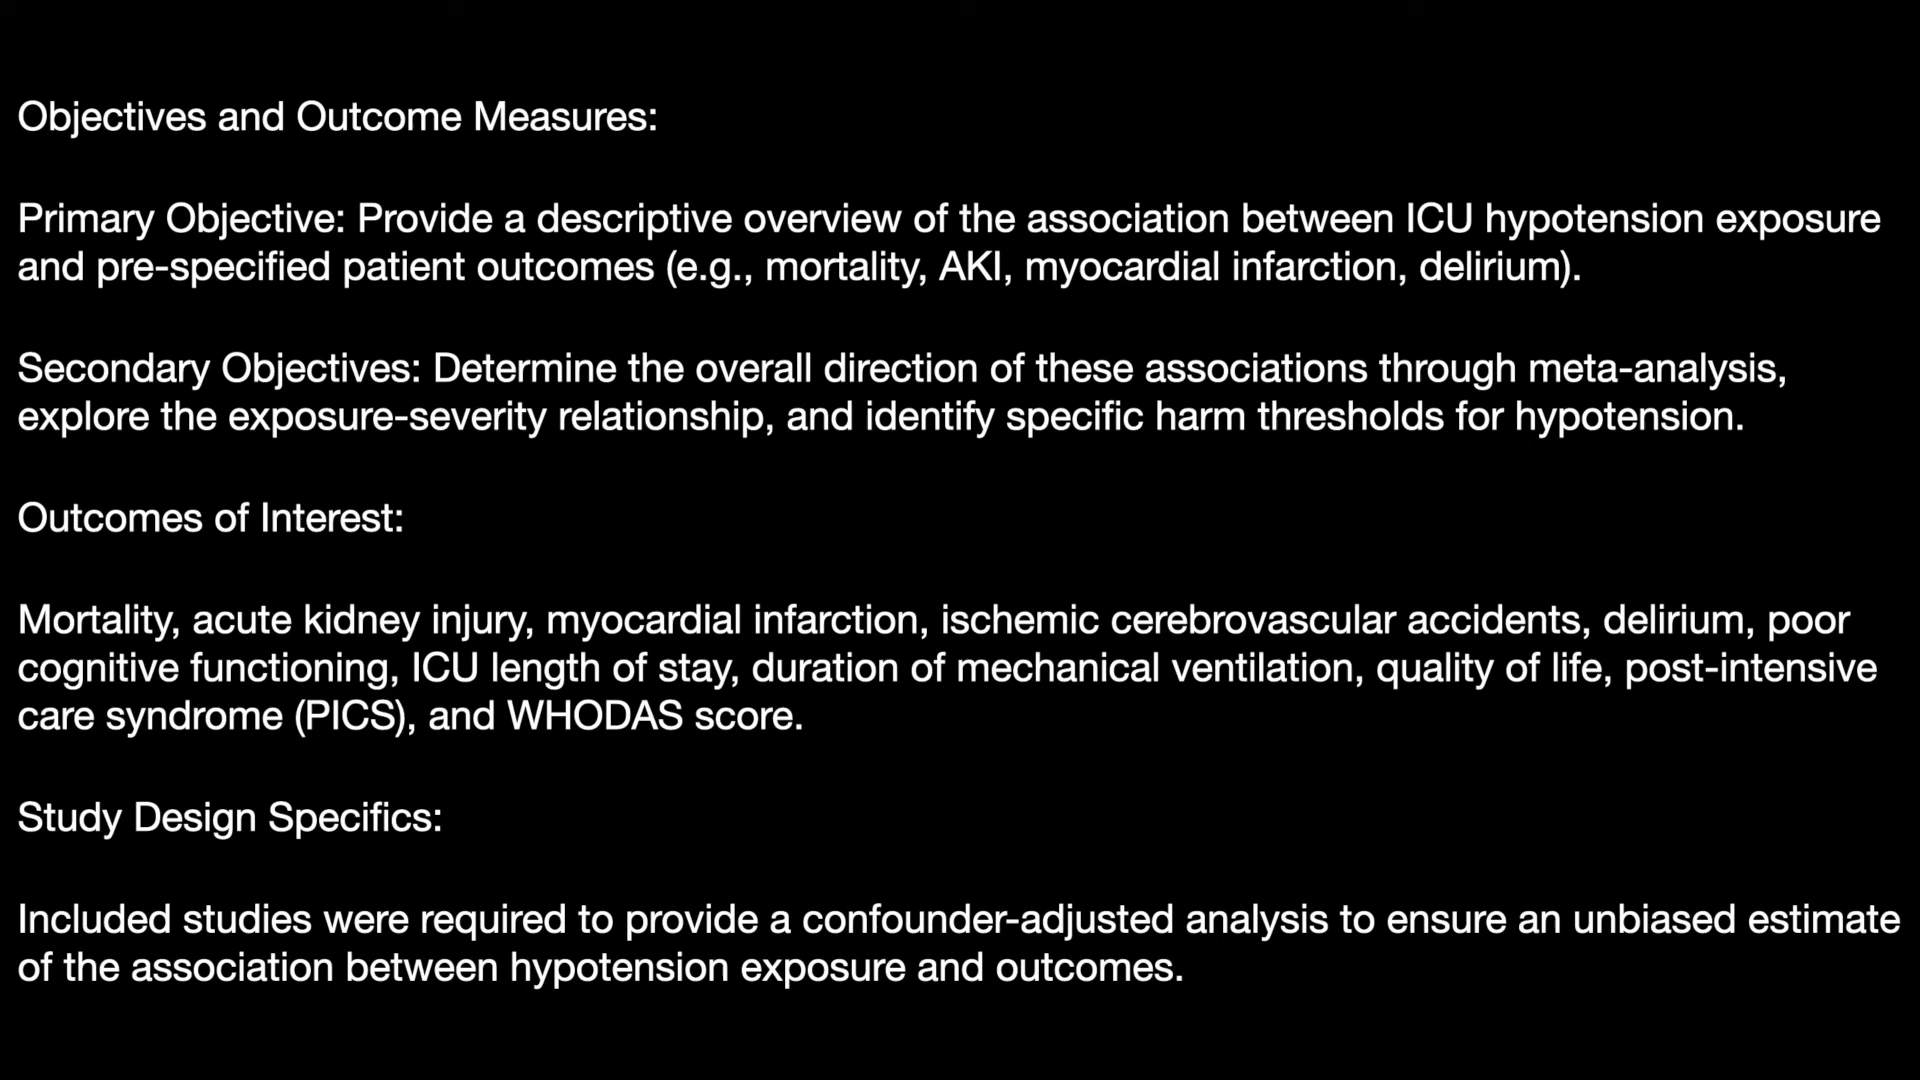 Objectives and Outcome Measures:
Primary Objective: Provide a descriptive overview of the association between ICU hypotension exposure
and pre-specified patient outcomes (e.g., mortality, AKI, myocardial infarction, delirium).
Secondary Objectives: Determine the overall direction of these associations through meta-analysis,
explore the exposure-severity relationship, and identify specific harm thresholds for hypotension.
Outcomes of Interest:
Mortality, acute kidney injury, myocardial infarction, ischemic cerebrovascular accidents, delirium, poor
cognitive functioning, ICU length of stay, duration of mechanical ventilation, quality of life, post-intensive
care syndrome (PICS), and WHODAS score.
Study Design Specifics:
Included studies were required to provide a confounder-adjusted analysis to ensure an unbiased estimate
of the association between hypotension exposure and outcomes.